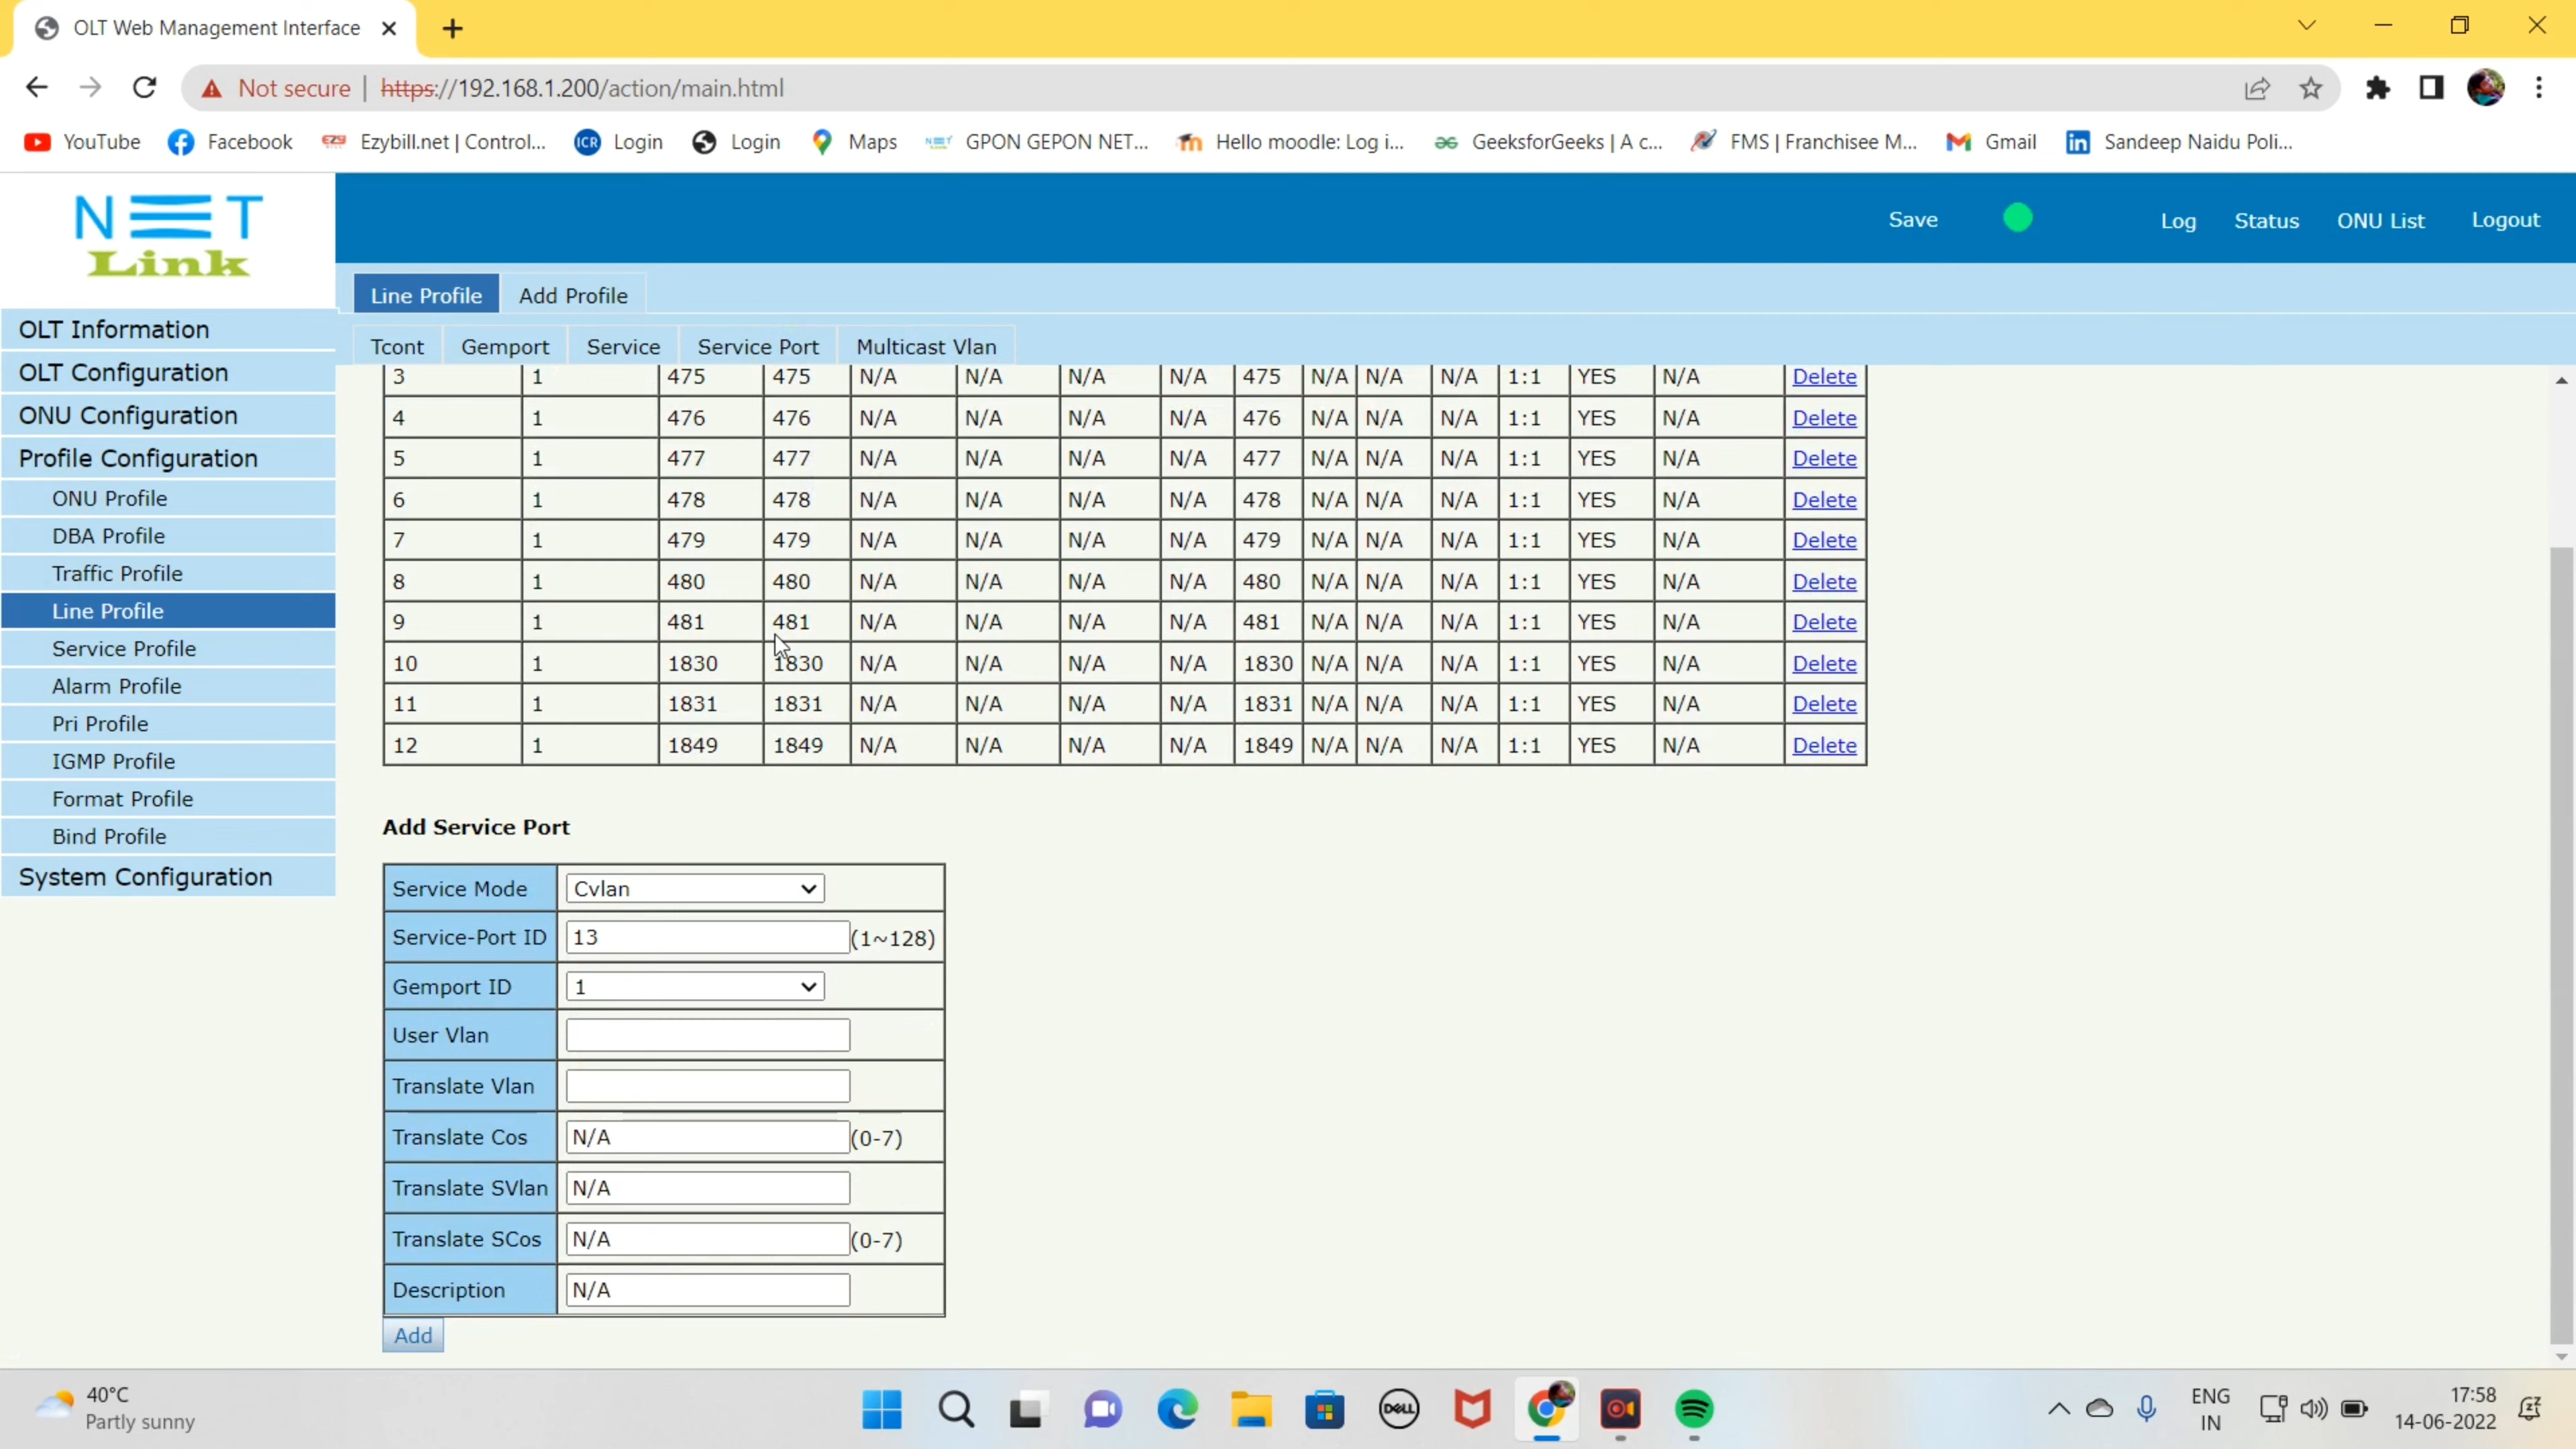 OLT Web Management Interface
Not secure | https://192.168.1.200/action/main.html
YouTube Facebook Ezybill.net | Control... Login Login Maps GPON GEPON NET... Hello moodle: Log i... GeeksforGeeks | A c... FMS | Franchisee M... Gmail Sandeep Naidu Poli...
NET
Link
Save Log Status ONU List Logout
Line Profile Add Profile
Tcont Gemport Service Service Port Multicast Vlan
OLT Information
OLT Configuration
ONU Configuration
Profile Configuration
ONU Profile
DBA Profile
Traffic Profile
Line Profile
Service Profile
Alarm Profile
Pri Profile
IGMP Profile
Format Profile
Bind Profile
System Configuration
3 1 475 475 N/A N/A N/A N/A 475 N/A N/A N/A 1:1 YES N/A Delete
4 1 476 476 N/A N/A N/A N/A 476 N/A N/A N/A 1:1 YES N/A Delete
5 1 477 477 N/A N/A N/A N/A 477 N/A N/A N/A 1:1 YES N/A Delete
6 1 478 478 N/A N/A N/A N/A 478 N/A N/A N/A 1:1 YES N/A Delete
7 1 479 479 N/A N/A N/A N/A 479 N/A N/A N/A 1:1 YES N/A Delete
8 1 480 480 N/A N/A N/A N/A 480 N/A N/A N/A 1:1 YES N/A Delete
9 1 481 481 N/A N/A N/A N/A 481 N/A N/A N/A 1:1 YES N/A Delete
10 1 1830 1830 N/A N/A N/A N/A 1830 N/A N/A N/A 1:1 YES N/A Delete
11 1 1831 1831 N/A N/A N/A N/A 1831 N/A N/A N/A 1:1 YES N/A Delete
12 1 1849 1849 N/A N/A N/A N/A 1849 N/A N/A N/A 1:1 YES N/A Delete
Add Service Port
Service Mode Cvlan
Service-Port ID 13 (1~128)
Gemport ID 1
User Vlan
Translate Vlan
Translate Cos N/A (0-7)
Translate SVlan N/A
Translate SCos N/A (0-7)
Description N/A
Add
40°C
Partly sunny
DELL
ENG
IN
17:58
14-06-2022